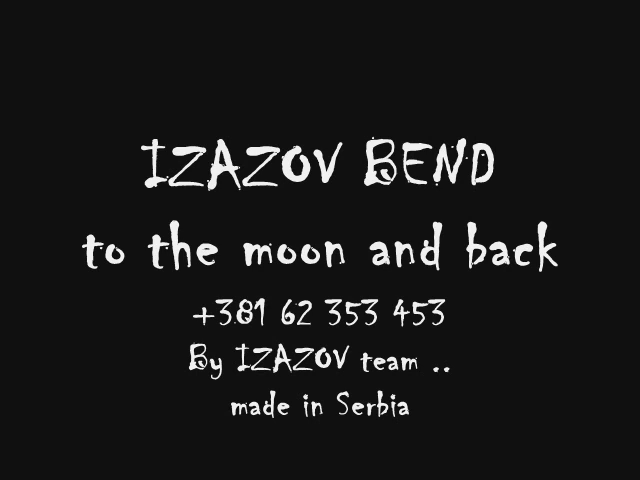 IZAZOV BEND
to the moon and back
+381 62 353 453
By IZAZOV team ..
made in Serbia